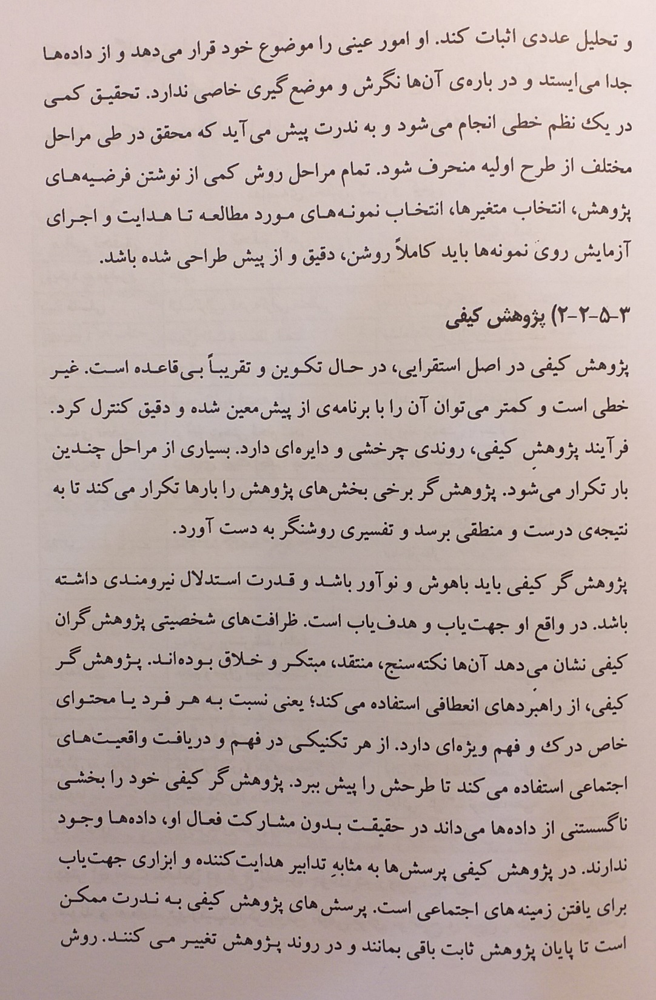 و تحلیل عددی اثبات کند. او امور عینی را موضوع خود قرار می‌دهد و از داده‌ها
جدا می‌ایستد و در باره‌ی آن‌ها نگرش و موضع‌گیری خاصی ندارد. تحقیق کمی
در یک نظم خطی انجام می‌شود و به ندرت پیش می‌آید که محقق در طی مراحل
مختلف از طرح اولیه منحرف شود. تمام مراحل روش کمی از نوشتن فرضیه‌های
پژوهش، انتخاب متغیرها، انتخاب نمونه‌های مورد مطالعه تا هدایت و اجرای
آزمایش روی نمونه‌ها باید کاملاً روشن، دقیق و از پیش طراحی شده باشد.
۳-۵-۲-۲) پژوهش کیفی
پژوهش کیفی در اصل استقرایی، در حال تکوین و تقریباً بی‌قاعده است. غیر
خطی است و کمتر می‌توان آن را با برنامه‌ی از پیش‌معین شده و دقیق کنترل کرد.
فرآیند پژوهش کیفی، روندی چرخشی و دایره‌ای دارد. بسیاری از مراحل چندین
بار تکرار می‌شود. پژوهش‌گر برخی بخش‌های پژوهش را بارها تکرار می‌کند تا به
نتیجه‌ی درست و منطقی برسد و تفسیری روشنگر به دست آورد.
پژوهش‌گر کیفی باید باهوش و نوآور باشد و قدرت استدلال نیرومندی داشته
باشد. در واقع او جهت‌یاب و هدف‌یاب است. ظرافت‌های شخصیتی پژوهش‌گران
کیفی نشان می‌دهد آن‌ها نکته‌سنج، منتقد، مبتکر و خلاق بوده‌اند. پژوهش‌گر
کیفی، از راهبردهای انعطافی استفاده می‌کند؛ یعنی نسبت به هر فرد یا محتوای
خاص درک و فهم ویژه‌ای دارد. از هر تکنیکی در فهم و دریافت واقعیت‌های
اجتماعی استفاده می‌کند تا طرحش را پیش ببرد. پژوهش‌گر کیفی خود را بخشی
ناگسستنی از داده‌ها می‌داند در حقیقت بدون مشارکت فعال او، داده‌ها وجود
ندارند. در پژوهش کیفی پرسش‌ها به مثابهِ تدابیر هدایت‌کننده و ابزاری جهت‌یاب
برای یافتن زمینه‌های اجتماعی است. پرسش‌های پژوهش کیفی به ندرت ممکن
است تا پایان پژوهش ثابت باقی بمانند و در روند پژوهش تغییر می‌کنند. روش